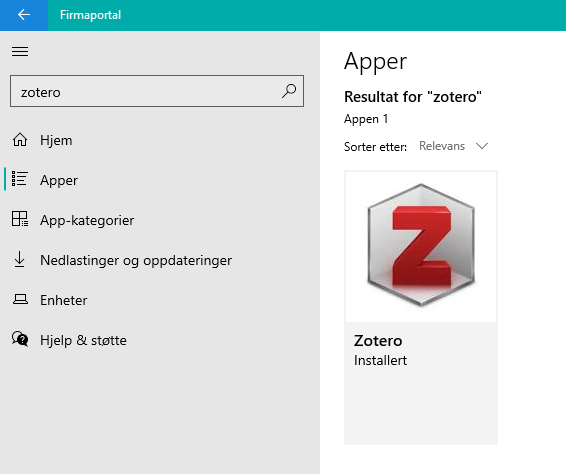 Firmaportal
zotero
Hjem
Apper
App-kategorier
Nedlastinger og oppdateringer
Enheter
Hjelp & støtte
Apper
Resultat for "zotero"
Appen 1
Sorter etter: Relevans
Z
Zotero
Installert